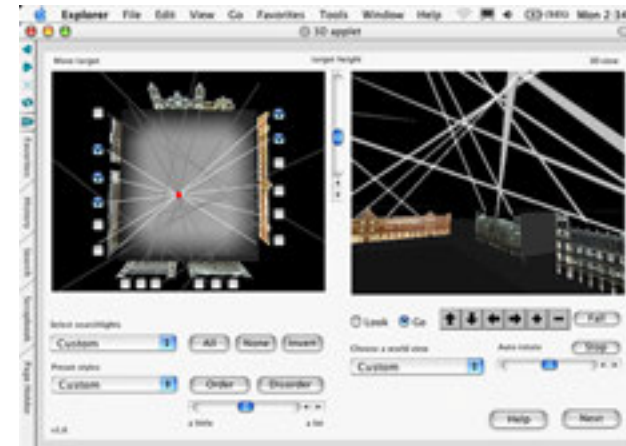 Explorer File Edit View Go Favorites Tools Window Help Mon 2:34
3D applet
Move target target height 3D view
Favorites
History
Search
Scrapbook
Page Holder
Look Go Fall
Select searchlights
Custom All None Invert
Choose a world view Auto rotate Stop
Custom
Preset styles
Custom Order Disorder
a little a lot
Help Next